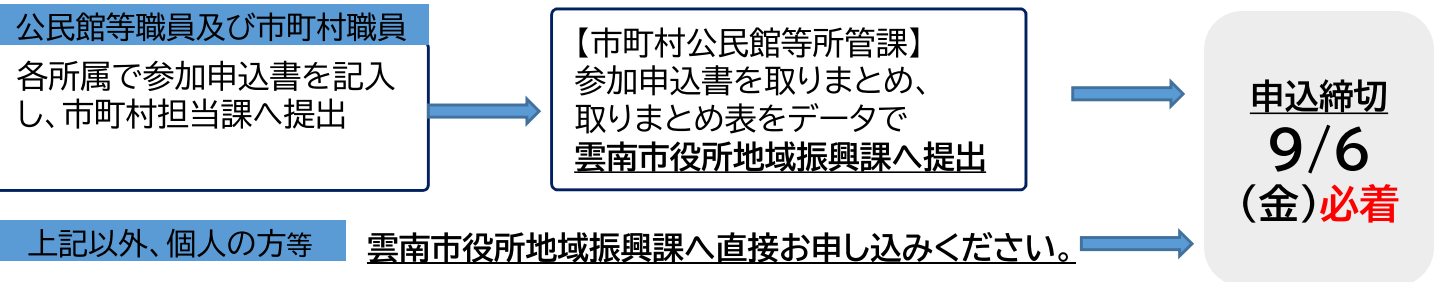 公民館等職員及び市町村職員
各所属で参加申込書を記入
し、市町村担当課へ提出
【市町村公民館等所管課】
参加申込書を取りまとめ、
取りまとめ表をデータで
雲南市役所地域振興課へ提出
上記以外、個人の方等
雲南市役所地域振興課へ直接お申し込みください。
申込締切
9/6
(金)必着